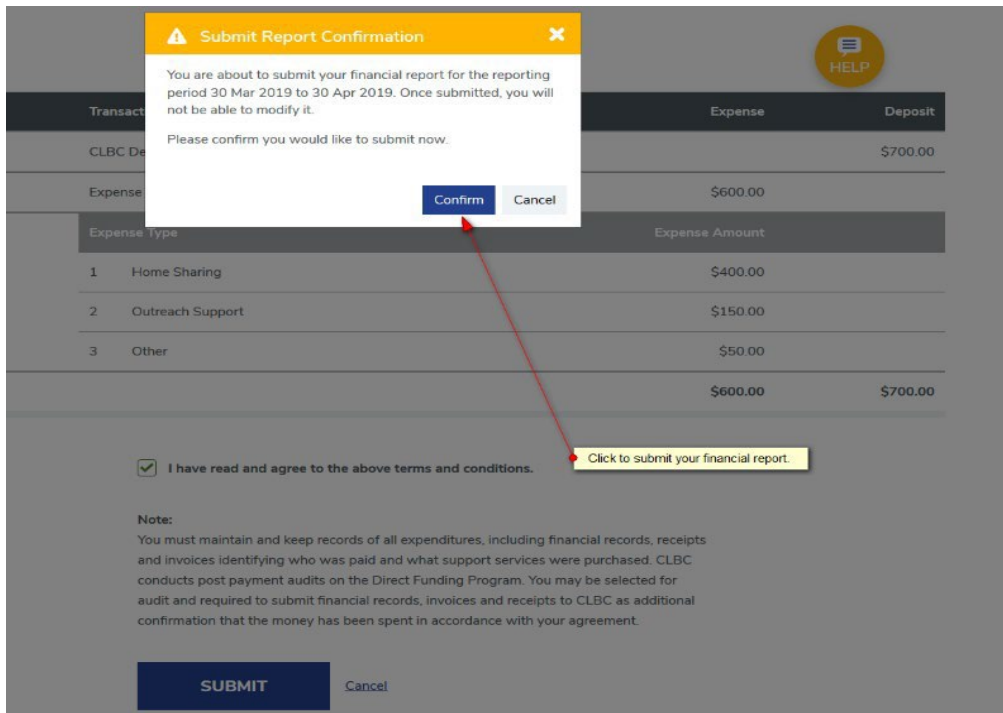 Submit Report Confirmation
HELP
You are about to submit your financial report for the reporting
period 30 Mar 2019 to 30 Apr 2019. Once submitted, you will
not be able to modify it.
Please confirm you would like to submit now.
Confirm Cancel
Transact Expense Deposit
CLBC De $700.00
Expense $600.00
Expense Type Expense Amount
1 Home Sharing $400.00
2 Outreach Support $150.00
3 Other $50.00
$600.00 $700.00
Click to submit your financial report.
I have read and agree to the above terms and conditions.
Note:
You must maintain and keep records of all expenditures, including financial records, receipts
and invoices identifying who was paid and what support services were purchased. CLBC
conducts post payment audits on the Direct Funding Program. You may be selected for
audit and required to submit financial records, invoices and receipts to CLBC as additional
confirmation that the money has been spent in accordance with your agreement.
SUBMIT Cancel